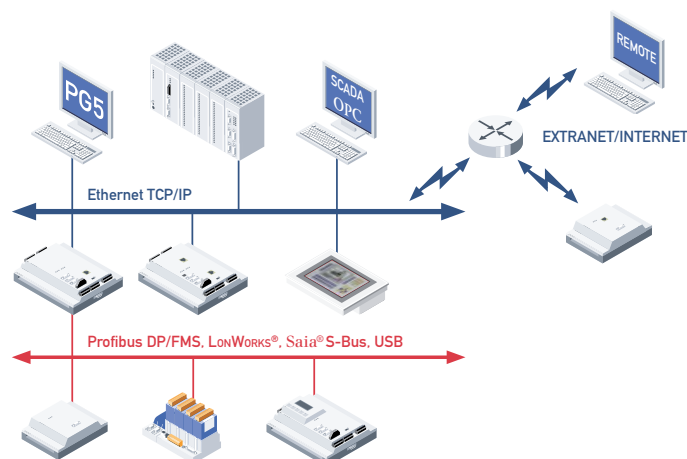 REMOTE
PG5
SCADA
OPC
EXTRANET/INTERNET
Ethernet TCP/IP
Profibus DP/FMS, LONWORKS®, Saia® S-Bus, USB